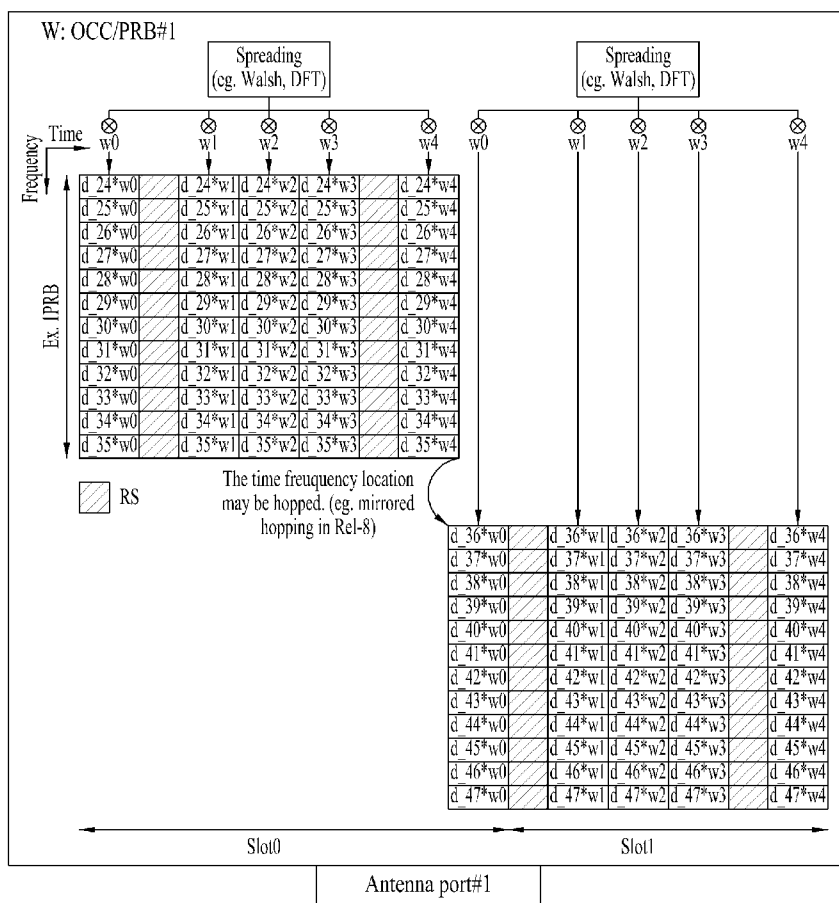 W: OCC/PRB#1
Spreading
(eg. Walsh, DFT)
Spreading
(eg. Walsh, DFT)
Time
Frequency
w0 w1 w2 w3 w4 w0 w1 w2 w3 w4
Ex. 1PRB
d_24*w0 d_24*w1 d_24*w2 d_24*w3 d_24*w4
d_25*w0 d_25*w1 d_25*w2 d_25*w3 d_25*w4
d_26*w0 d_26*w1 d_26*w2 d_26*w3 d_26*w4
d_27*w0 d_27*w1 d_27*w2 d_27*w3 d_27*w4
d_28*w0 d_28*w1 d_28*w2 d_28*w3 d_28*w4
d_29*w0 d_29*w1 d_29*w2 d_29*w3 d_29*w4
d_30*w0 d_30*w1 d_30*w2 d_30*w3 d_30*w4
d_31*w0 d_31*w1 d_31*w2 d_31*w3 d_31*w4
d_32*w0 d_32*w1 d_32*w2 d_32*w3 d_32*w4
d_33*w0 d_33*w1 d_33*w2 d_33*w3 d_33*w4
d_34*w0 d_34*w1 d_34*w2 d_34*w3 d_34*w4
d_35*w0 d_35*w1 d_35*w2 d_35*w3 d_35*w4
RS
The time freuquency location
may be hopped. (eg. mirrored
hopping in Rel-8)
d_36*w0 d_36*w1 d_36*w2 d_36*w3 d_36*w4
d_37*w0 d_37*w1 d_37*w2 d_37*w3 d_37*w4
d_38*w0 d_38*w1 d_38*w2 d_38*w3 d_38*w4
d_39*w0 d_39*w1 d_39*w2 d_39*w3 d_39*w4
d_40*w0 d_40*w1 d_40*w2 d_40*w3 d_40*w4
d_41*w0 d_41*w1 d_41*w2 d_41*w3 d_41*w4
d_42*w0 d_42*w1 d_42*w2 d_42*w3 d_42*w4
d_43*w0 d_43*w1 d_43*w2 d_43*w3 d_43*w4
d_44*w0 d_44*w1 d_44*w2 d_44*w3 d_44*w4
d_45*w0 d_45*w1 d_45*w2 d_45*w3 d_45*w4
d_46*w0 d_46*w1 d_46*w2 d_46*w3 d_46*w4
d_47*w0 d_47*w1 d_47*w2 d_47*w3 d_47*w4
Slot0 Slot1
Antenna port#1